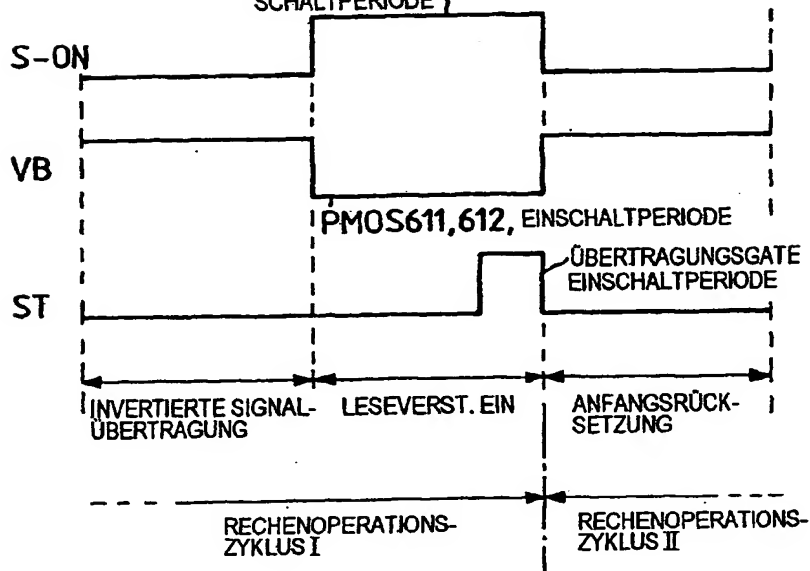 SCHALTPERIODE
S-ON
VB
PMOS611,612, EINSCHALTPERIODE
ÜBERTRAGUNGSGATE
EINSCHALTPERIODE
ST
INVERTIERTE SIGNAL-
ÜBERTRAGUNG
LESEVERST. EIN
ANFANGSRÜCK-
SETZUNG
RECHENOPERATIONS-
ZYKLUS I
RECHENOPERATIONS-
ZYKLUS II